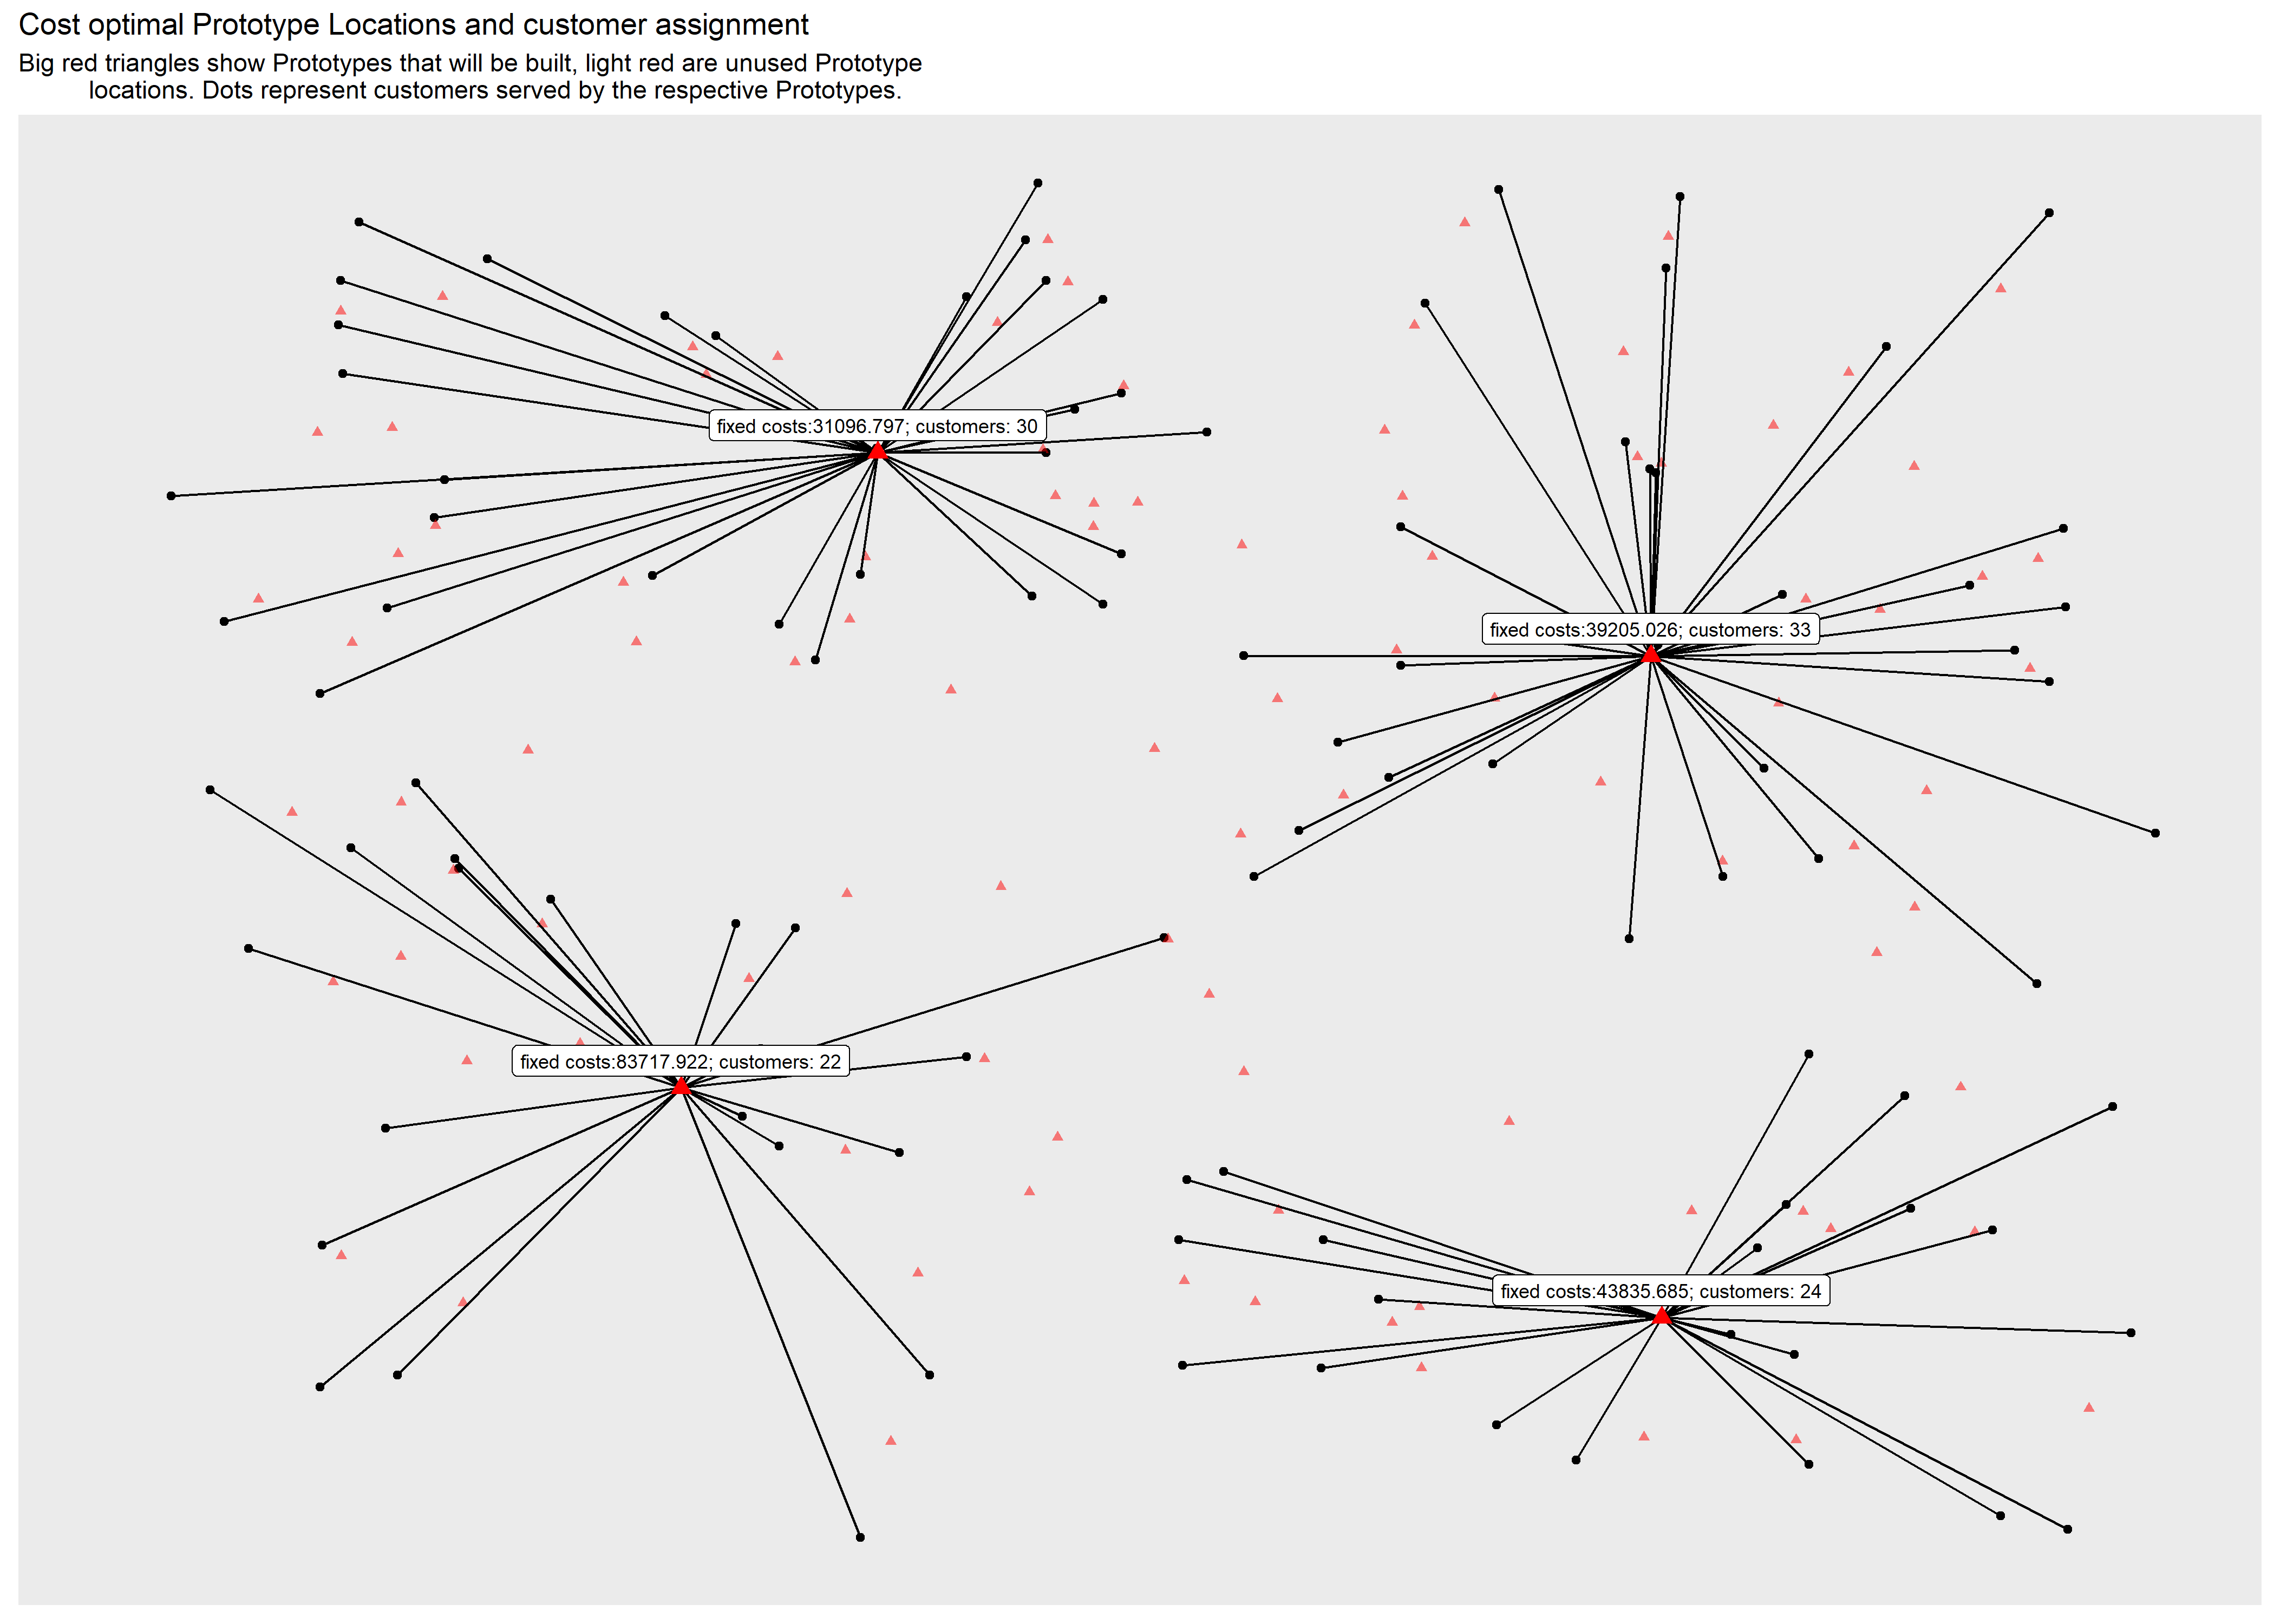 Cost optimal Prototype Locations and customer assignment
Big red triangles show Prototypes that will be built, light red are unused Prototype
locations. Dots represent customers served by the respective Prototypes.
fixed costs:31096.797; customers: 30
fixed costs:39205.026; customers: 33
fixed costs:83717.922; customers: 22
fixed costs:43835.685; customers: 24